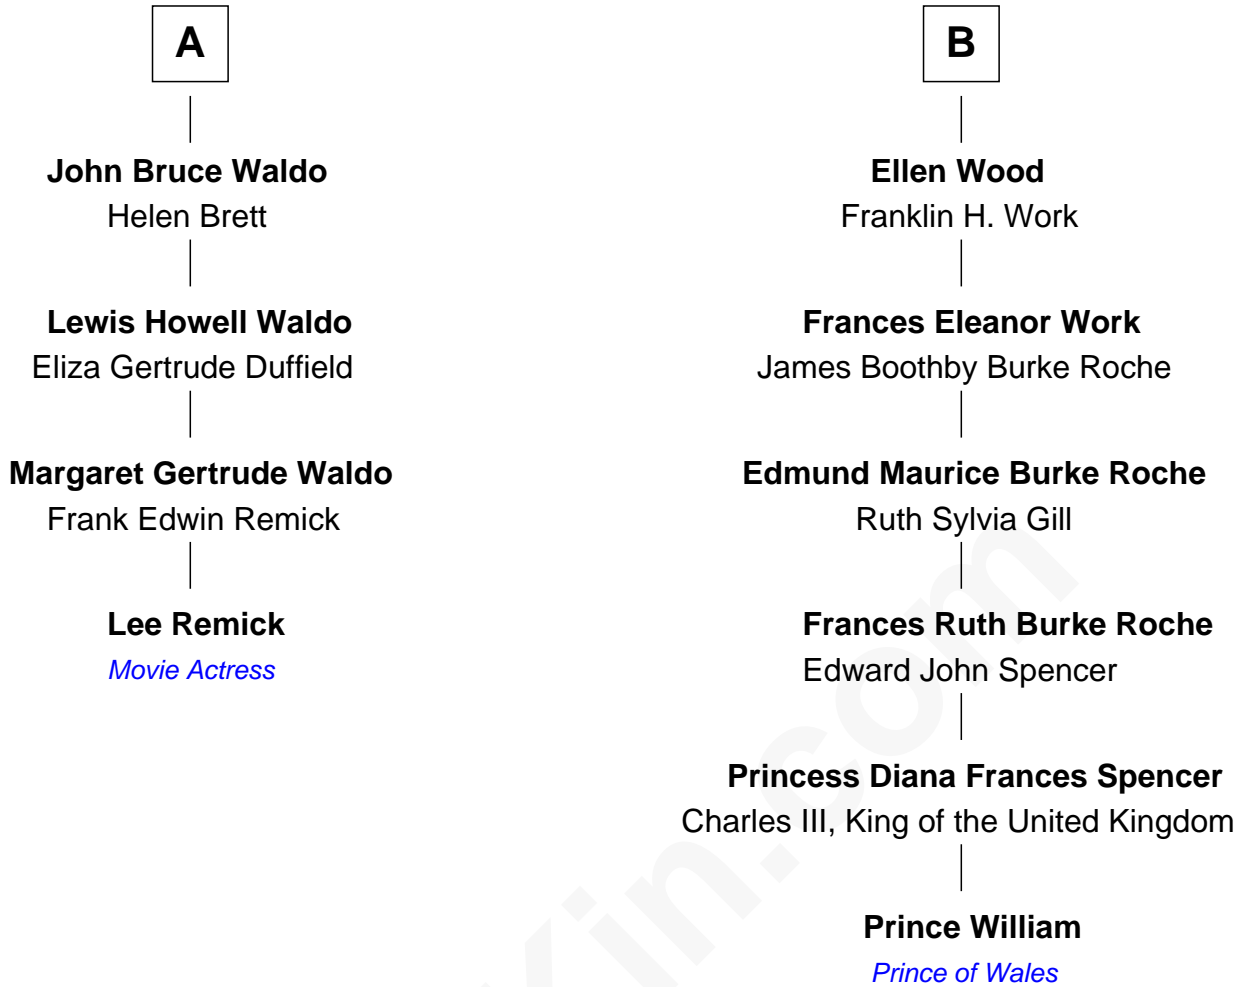 A
John Bruce Waldo
Helen Brett
Lewis Howell Waldo
Eliza Gertrude Duffield
Margaret Gertrude Waldo
Frank Edwin Remick
Lee Remick
Movie Actress
B
Ellen Wood
Franklin H. Work
Frances Eleanor Work
James Boothby Burke Roche
Edmund Maurice Burke Roche
Ruth Sylvia Gill
Frances Ruth Burke Roche
Edward John Spencer
Princess Diana Frances Spencer
Charles III, King of the United Kingdom
Prince William
Prince of Wales
Kin.com